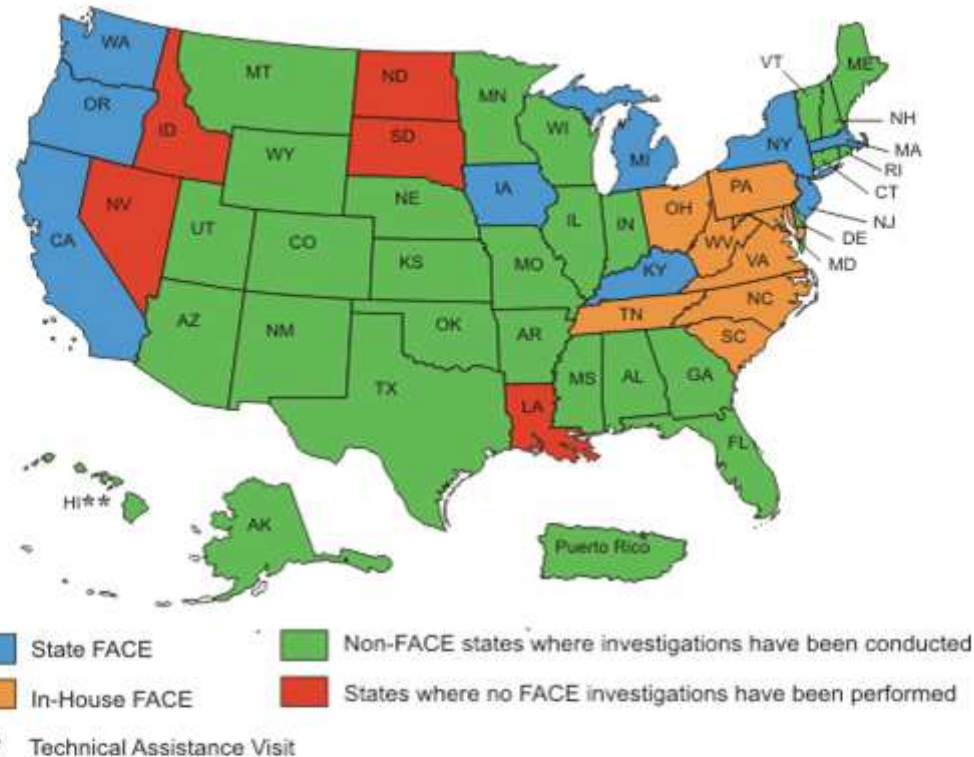 WA
MT
ND
MN
VT
ME
OR
ID
SD
WI
NH
WY
MI
NY
MA
RI
IA
PA
CT
NV
NE
NJ
UT
IL
IN
OH
DE
CA
CO
WV
MD
KS
MO
KY
VA
AZ
NM
OK
TN
NC
AR
SC
TX
MS
AL
GA
LA
FL
HI**
AK
Puerto Rico
State FACE
Non-FACE states where investigations have been conducted
In-House FACE
States where no FACE investigations have been performed
Technical Assistance Visit